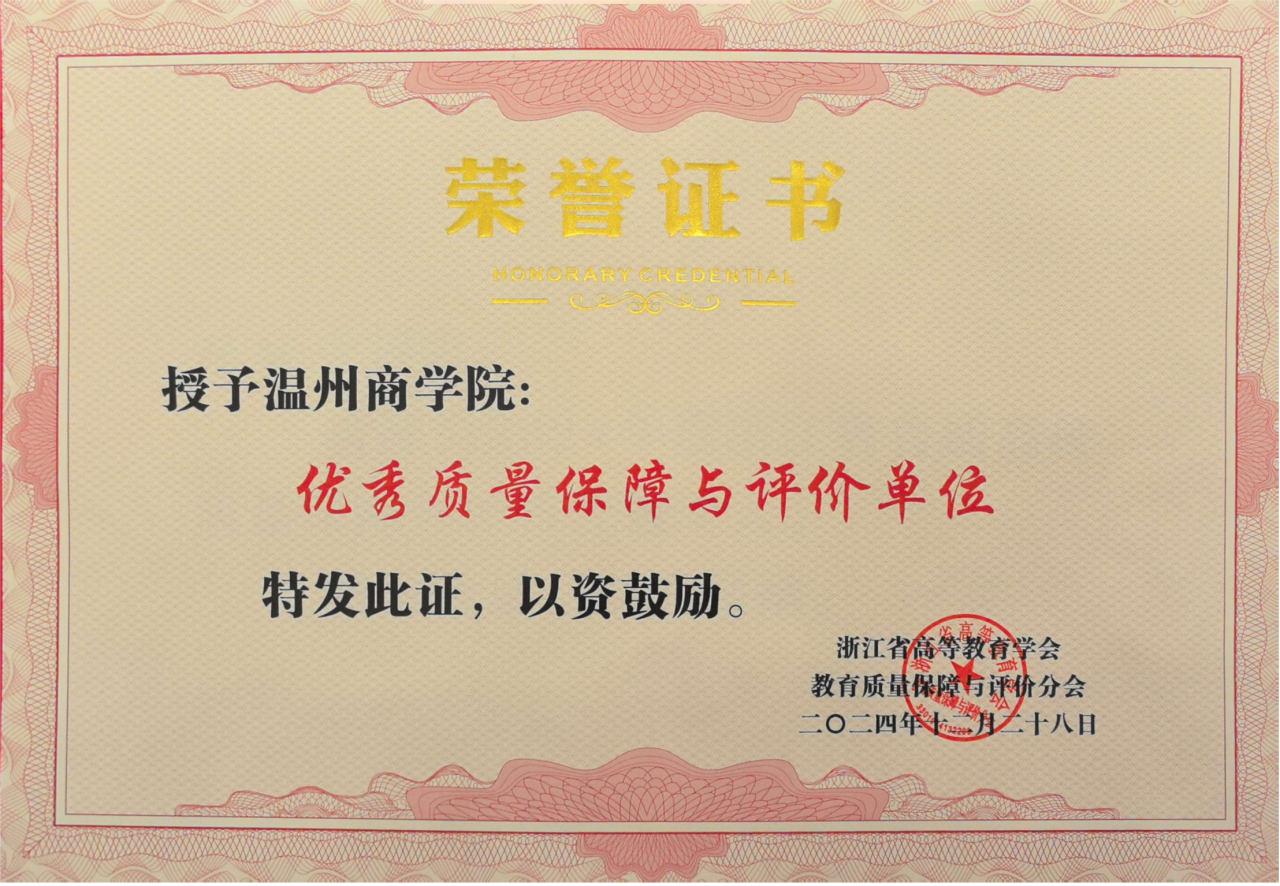 荣誉证书
HONORARY CREDENTIAL
授予温州商学院:
优秀质量保障与评价单位
特发此证，以资鼓励。
浙江省高等教育学会
教育质量保障与评价分会
二〇二四年十二月二十八日